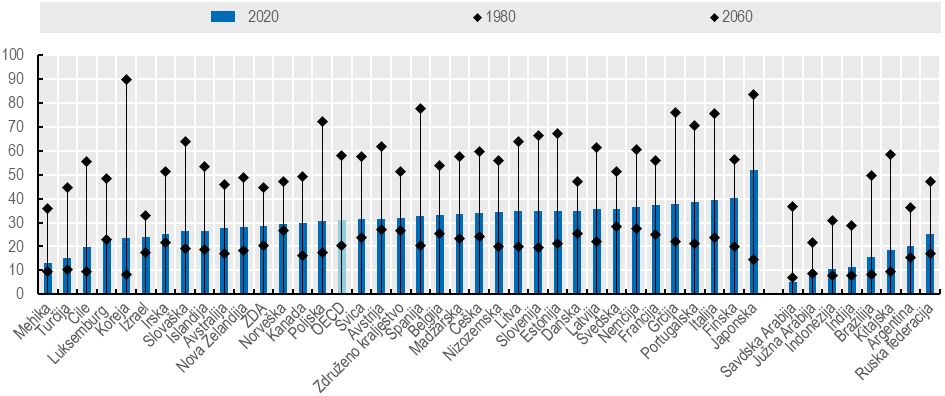 2020 1980 2060
100
90
80
70
60
50
40
30
20
10
0
Mehika
Turčija
Čile
Luksemburg
Koreja
Izrael
Irska
Slovaška
Islandija
Avstralija
Nova Zelandija
ZDA
Norveška
Kanada
Poljska
OECD
Švica
Avstrija
Združeno kraljestvo
Španija
Belgija
Madžarska
Češka
Nizozemska
Litva
Slovenija
Estonija
Danska
Latvija
Švedska
Nemčija
Francija
Grčija
Portugalska
Italija
Finska
Japonska
Savdska Arabija
Južna Arabija
Indonezija
Indija
Brazilija
Kitajska
Argentina
Ruska federacija